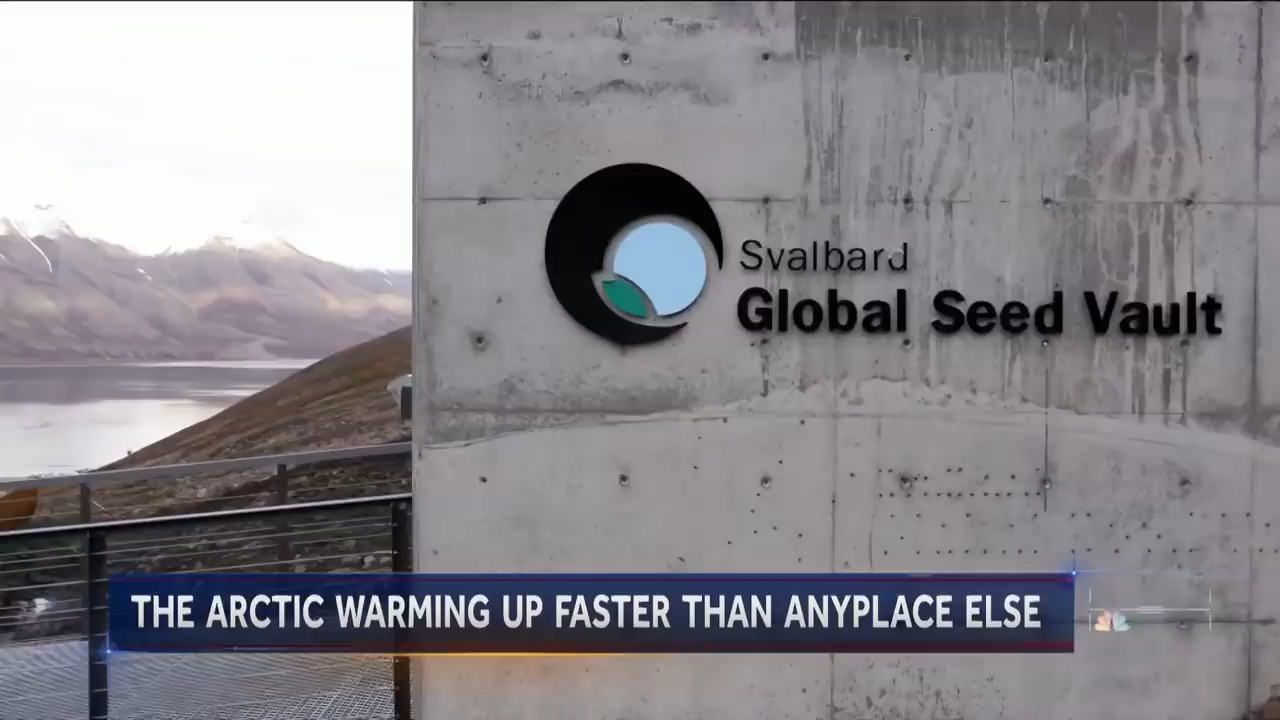 Svalbard
Global Seed Vault
THE ARCTIC WARMING UP FASTER THAN ANYPLACE ELSE